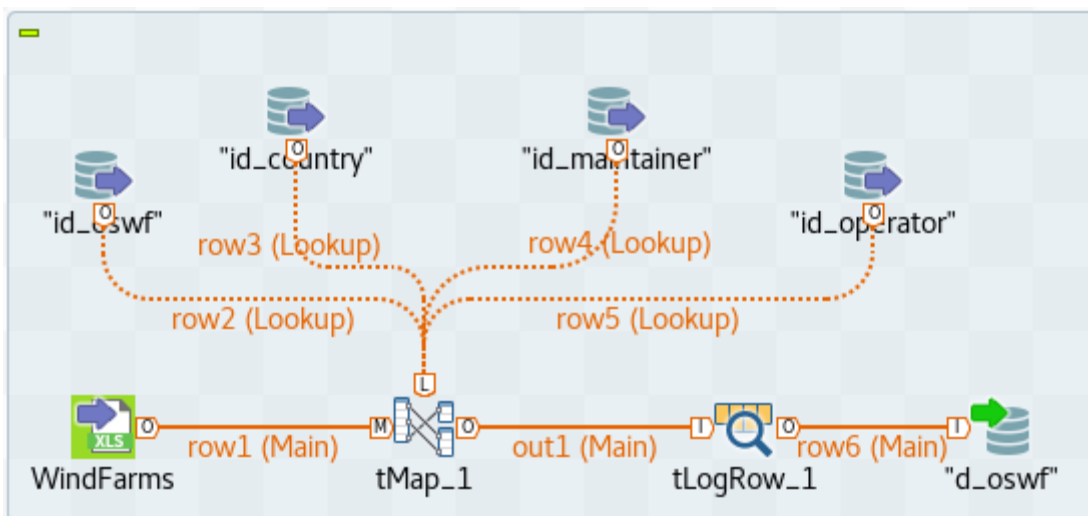 "id_country"
"id_maintainer"
"id_oswf"
"id_operator"
row3 (Lookup)
row4 (Lookup)
row2 (Lookup)
row5 (Lookup)
O
O
O
O
L
XLS
O
M
O
I
O
I
row1 (Main)
out1 (Main)
row6 (Main)
WindFarms
tMap_1
tLogRow_1
"d_oswf"